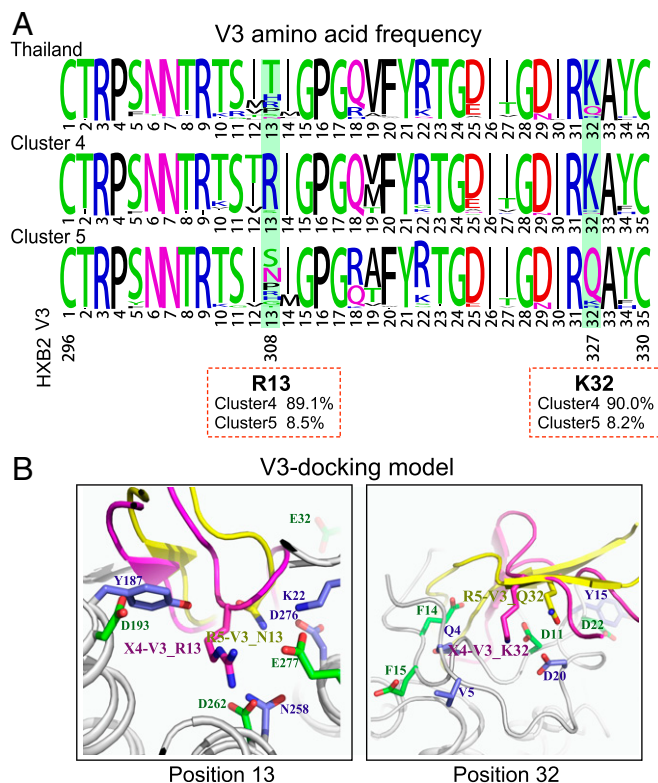 A
V3 amino acid frequency
Thailand
CTRPSNNTRTSITIGPGQVFYRTGDIIGDIRKAYC
1 2 3 4 5 6 7 8 9 10 11 12 13 14 15 16 17 18 19 20 21 22 23 24 25 26 27 28 29 30 31 32 33 34 35
Cluster 4
CTRPSNNTRTSIRIGPGQVFYRTGDIIGDIRKAYC
1 2 3 4 5 6 7 8 9 10 11 12 13 14 15 16 17 18 19 20 21 22 23 24 25 26 27 28 29 30 31 32 33 34 35
Cluster 5
CTRPSNNTRTSISIGPGRAFYRTGDIIGDIRQAYC
V3 1 2 3 4 5 6 7 8 9 10 11 12 13 14 15 16 17 18 19 20 21 22 23 24 25 26 27 28 29 30 31 32 33 34 35
HXB2 296 308 327 330
R13
Cluster4 89.1%
Cluster5 8.5%
K32
Cluster4 90.0%
Cluster5 8.2%
B
V3-docking model
E32
Y187
K22
D276
D193
R5-V3_N13
X4-V3_R13
E277
D262
N258
Position 13
R5-V3_Q32
Y15
F14
Q4
D11
D22
X4-V3_K32
F15
V5
D20
Position 32